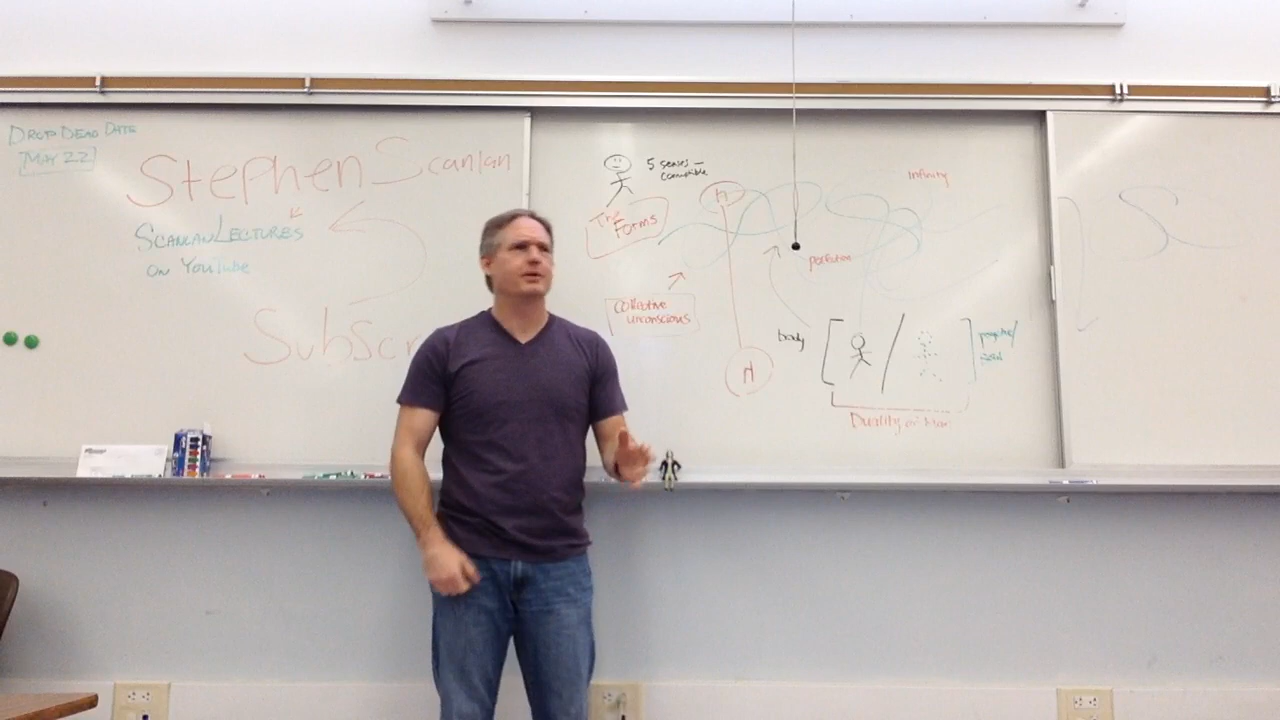 DROP DEAD DATE
MAY 22
Stephen Scanlan
SCANLANLECTURES
ON YOUTUBE
Subscr
5 senses –
corruptible
The
Forms
H
infinity
perfection
collective
unconscious
H
body
Duality of Man